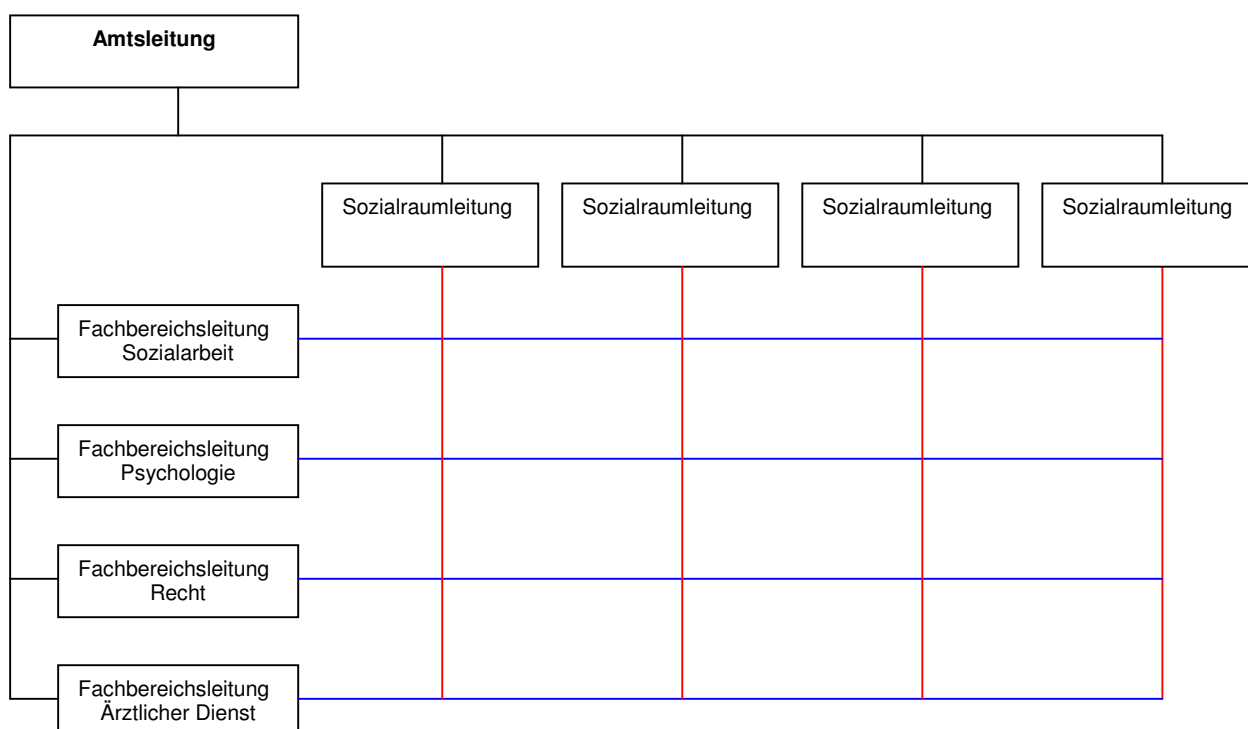 Amtsleitung
Sozialraumleitung
Sozialraumleitung
Sozialraumleitung
Sozialraumleitung
Fachbereichsleitung
Sozialarbeit
Fachbereichsleitung
Psychologie
Fachbereichsleitung
Recht
Fachbereichsleitung
Ärztlicher Dienst